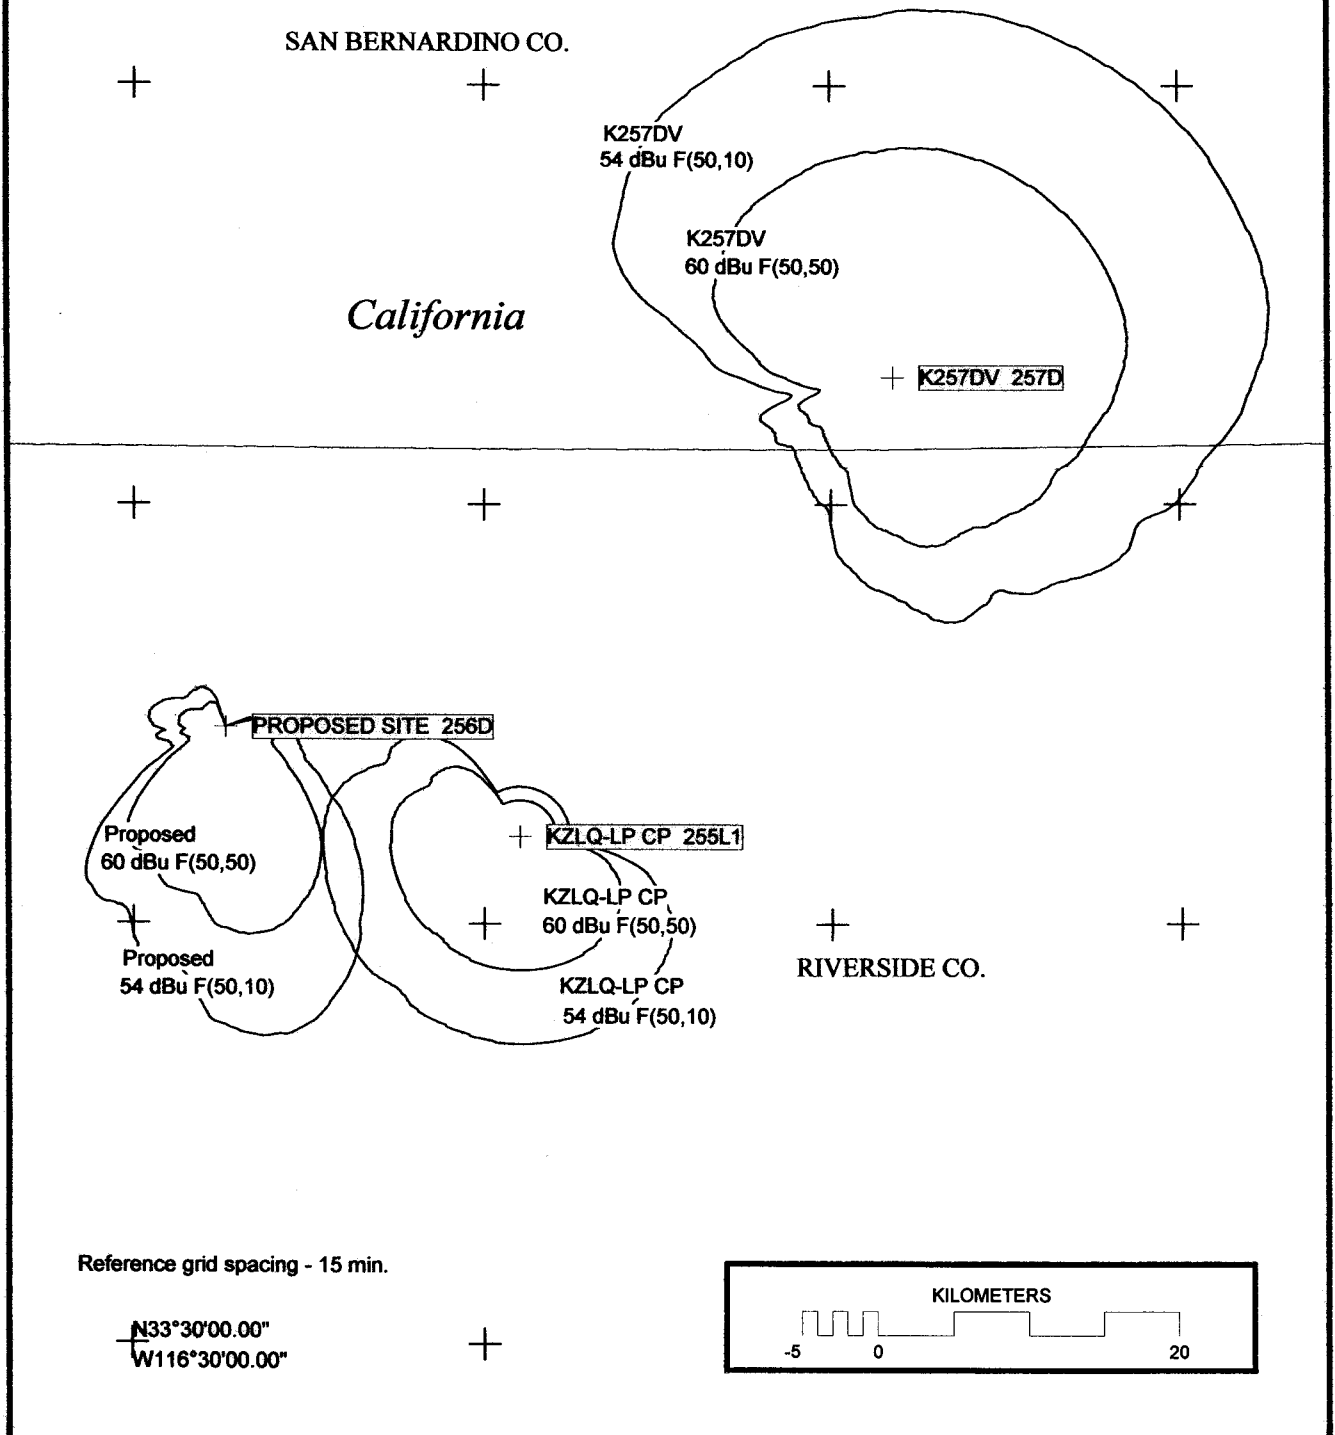 SAN BERNARDINO CO.
K257DV
54 dBu F(50,10)
K257DV
60 dBu F(50,50)
California
K257DV 257D
PROPOSED SITE 256D
Proposed
60 dBu F(50,50)
KZLQ-LP CP 255L1
KZLQ-LP CP
60 dBu F(50,50)
Proposed
54 dBu F(50,10)
KZLQ-LP CP
54 dBu F(50,10)
RIVERSIDE CO.
Reference grid spacing - 15 min.
N33°30'00.00"
W116°30'00.00"
KILOMETERS
-5 0 20